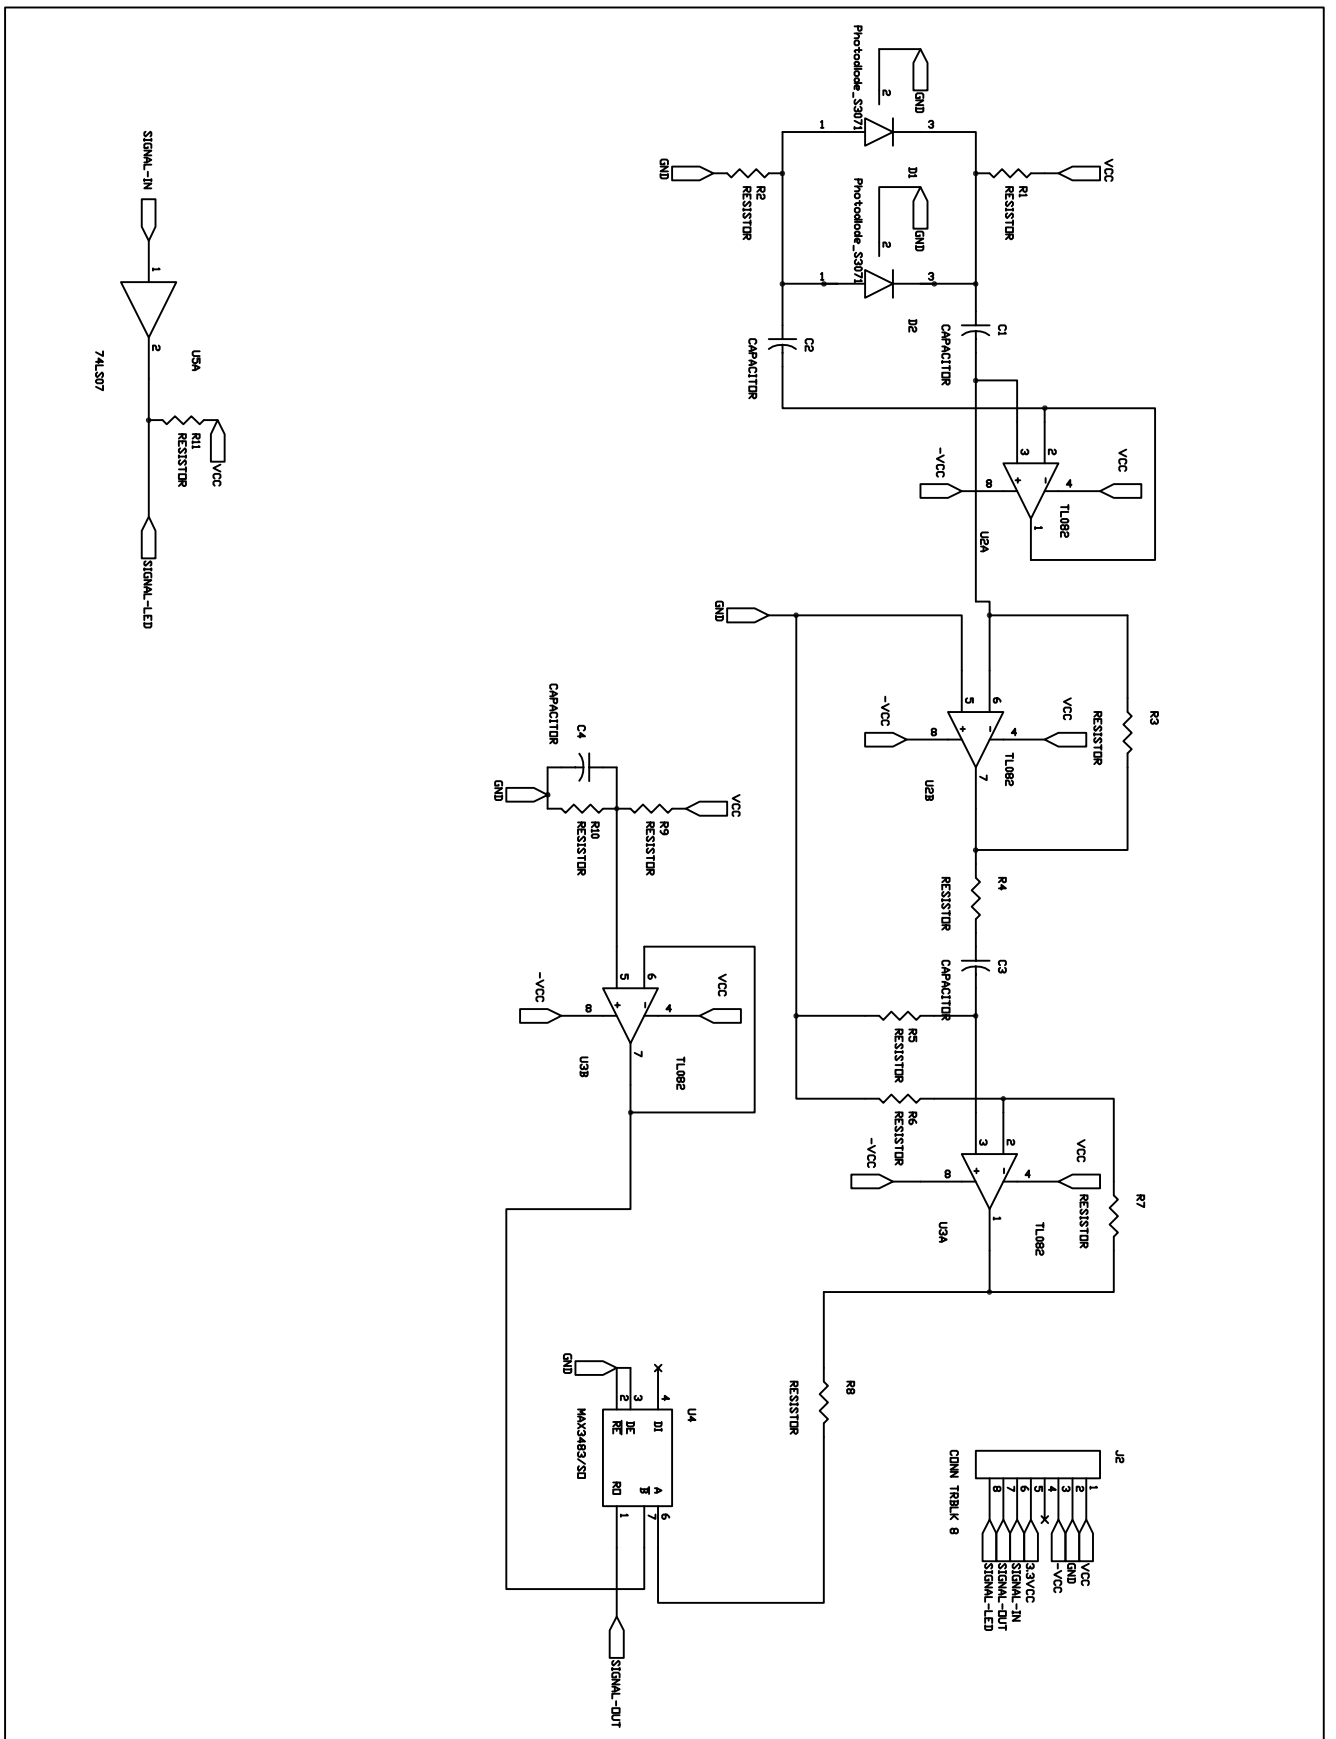 Photodiode_S3071
GND
2
1
3
D1
VCC
R1
RESISTOR
GND
R2
RESISTOR
Photodiode_S3071
GND
2
1
3
D2
C1
CAPACITOR
C2
CAPACITOR
VCC
-VCC
3
2
8
4
+
-
1
TL082
U2A
GND
R3
RESISTOR
VCC
-VCC
5
6
8
4
+
-
7
TL082
U2B
R4
RESISTOR
C3
CAPACITOR
R5
RESISTOR
R6
RESISTOR
VCC
-VCC
3
2
8
4
+
-
1
TL082
U3A
R7
RESISTOR
R8
RESISTOR
C4
CAPACITOR
GND
R10
RESISTOR
R9
RESISTOR
VCC
VCC
-VCC
5
6
8
4
+
-
7
TL082
U3B
U4
GND
2
3
4
RE
DE
DI
RO
B
A
1
7
6
MAX3483/SO
SIGNAL-OUT
J2
CONN TRBLK 8
1
2
3
4
5
6
7
8
VCC
GND
-VCC
3.3VCC
SIGNAL-IN
SIGNAL-OUT
SIGNAL-LED
SIGNAL-IN
1
2
U5A
74LS07
R11
RESISTOR
VCC
SIGNAL-LED